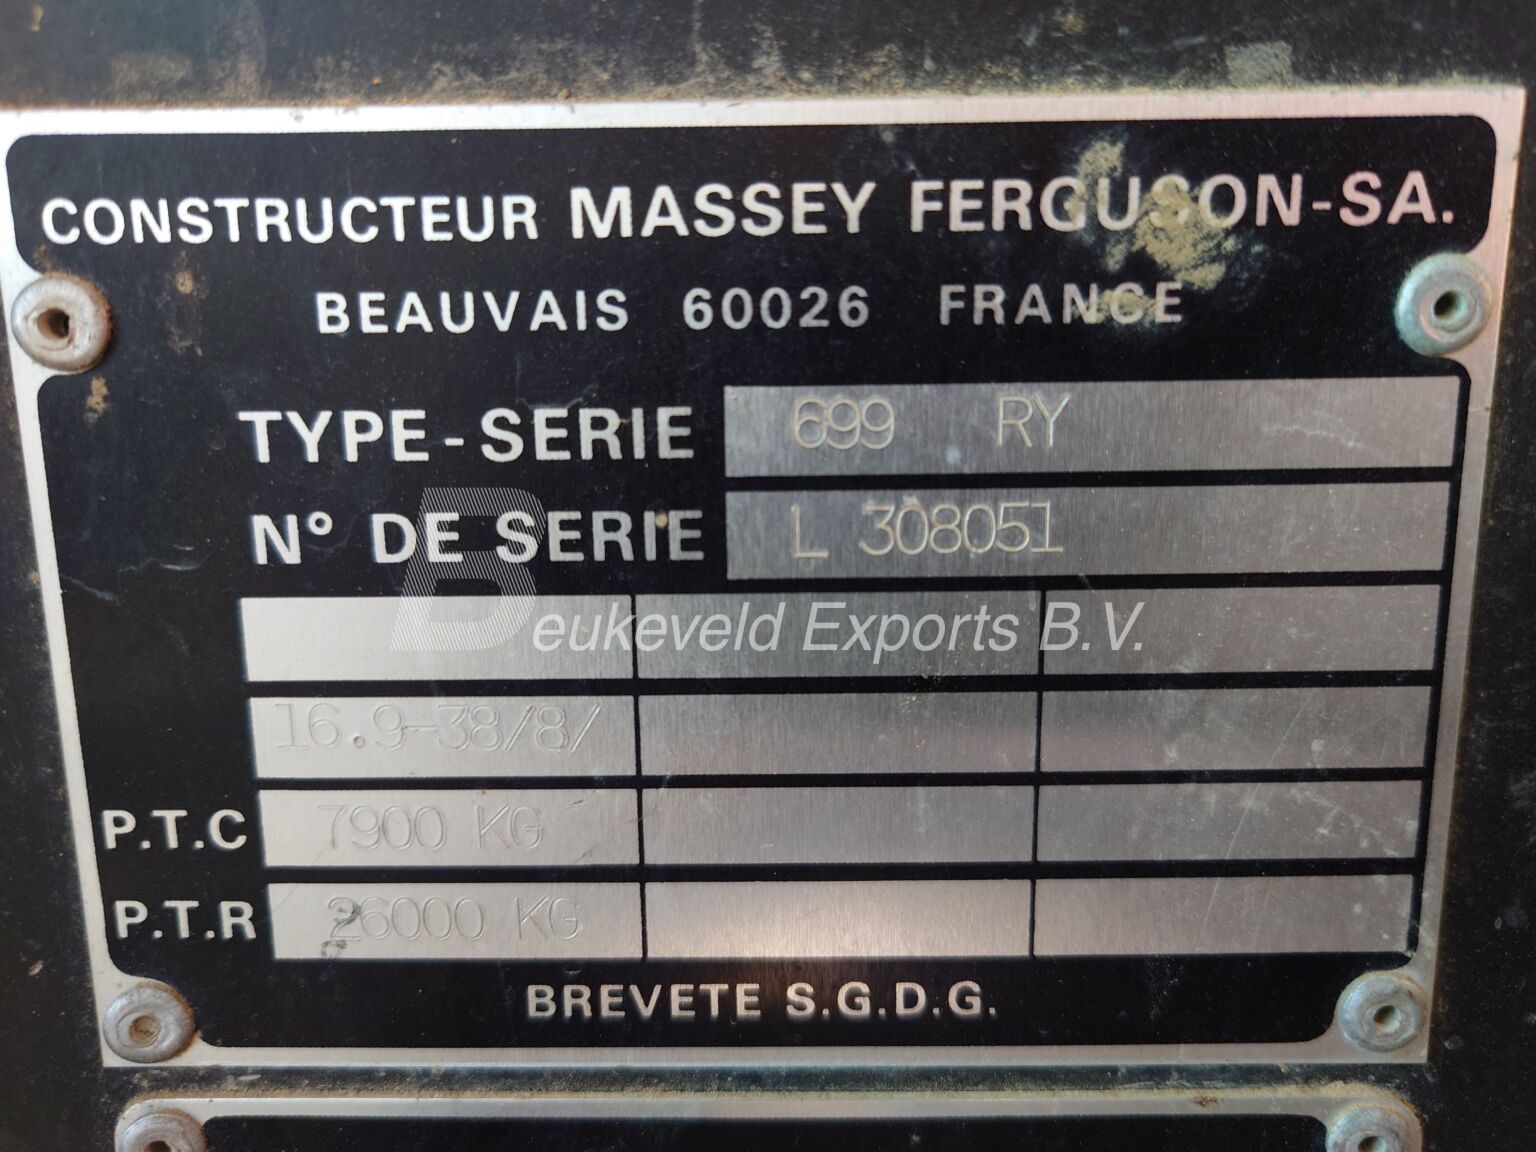 CONSTRUCTEUR MASSEY FERGUSON-SA.
BEAUVAIS 60026 FRANCE
TYPE-SERIE 699 RY
N° DE SERIE L 308051
Beukeveld Exports B.V.
16.9-38/8/
P.T.C 7900 KG
P.T.R 26000 KG
BREVETE S.G.D.G.